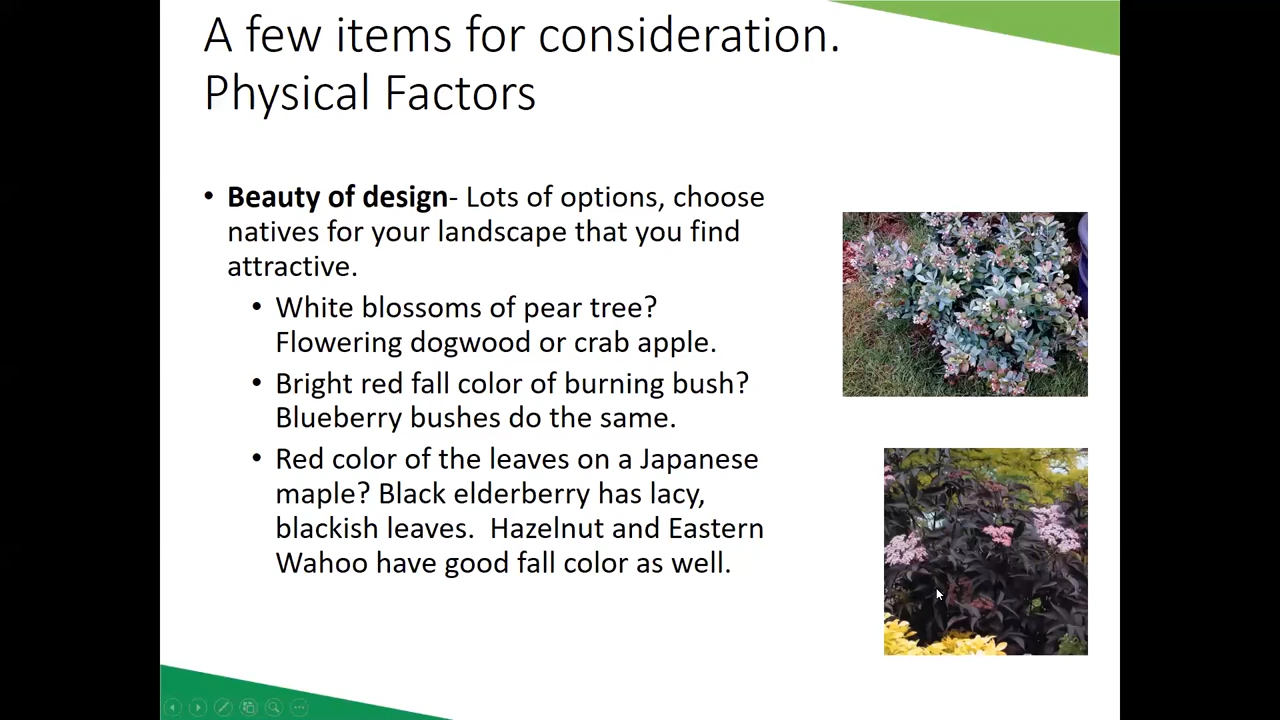 A few items for consideration.
Physical Factors
• Beauty of design- Lots of options, choose
natives for your landscape that you find
attractive.
• White blossoms of pear tree?
Flowering dogwood or crab apple.
• Bright red fall color of burning bush?
Blueberry bushes do the same.
• Red color of the leaves on a Japanese
maple? Black elderberry has lacy,
blackish leaves.  Hazelnut and Eastern
Wahoo have good fall color as well.